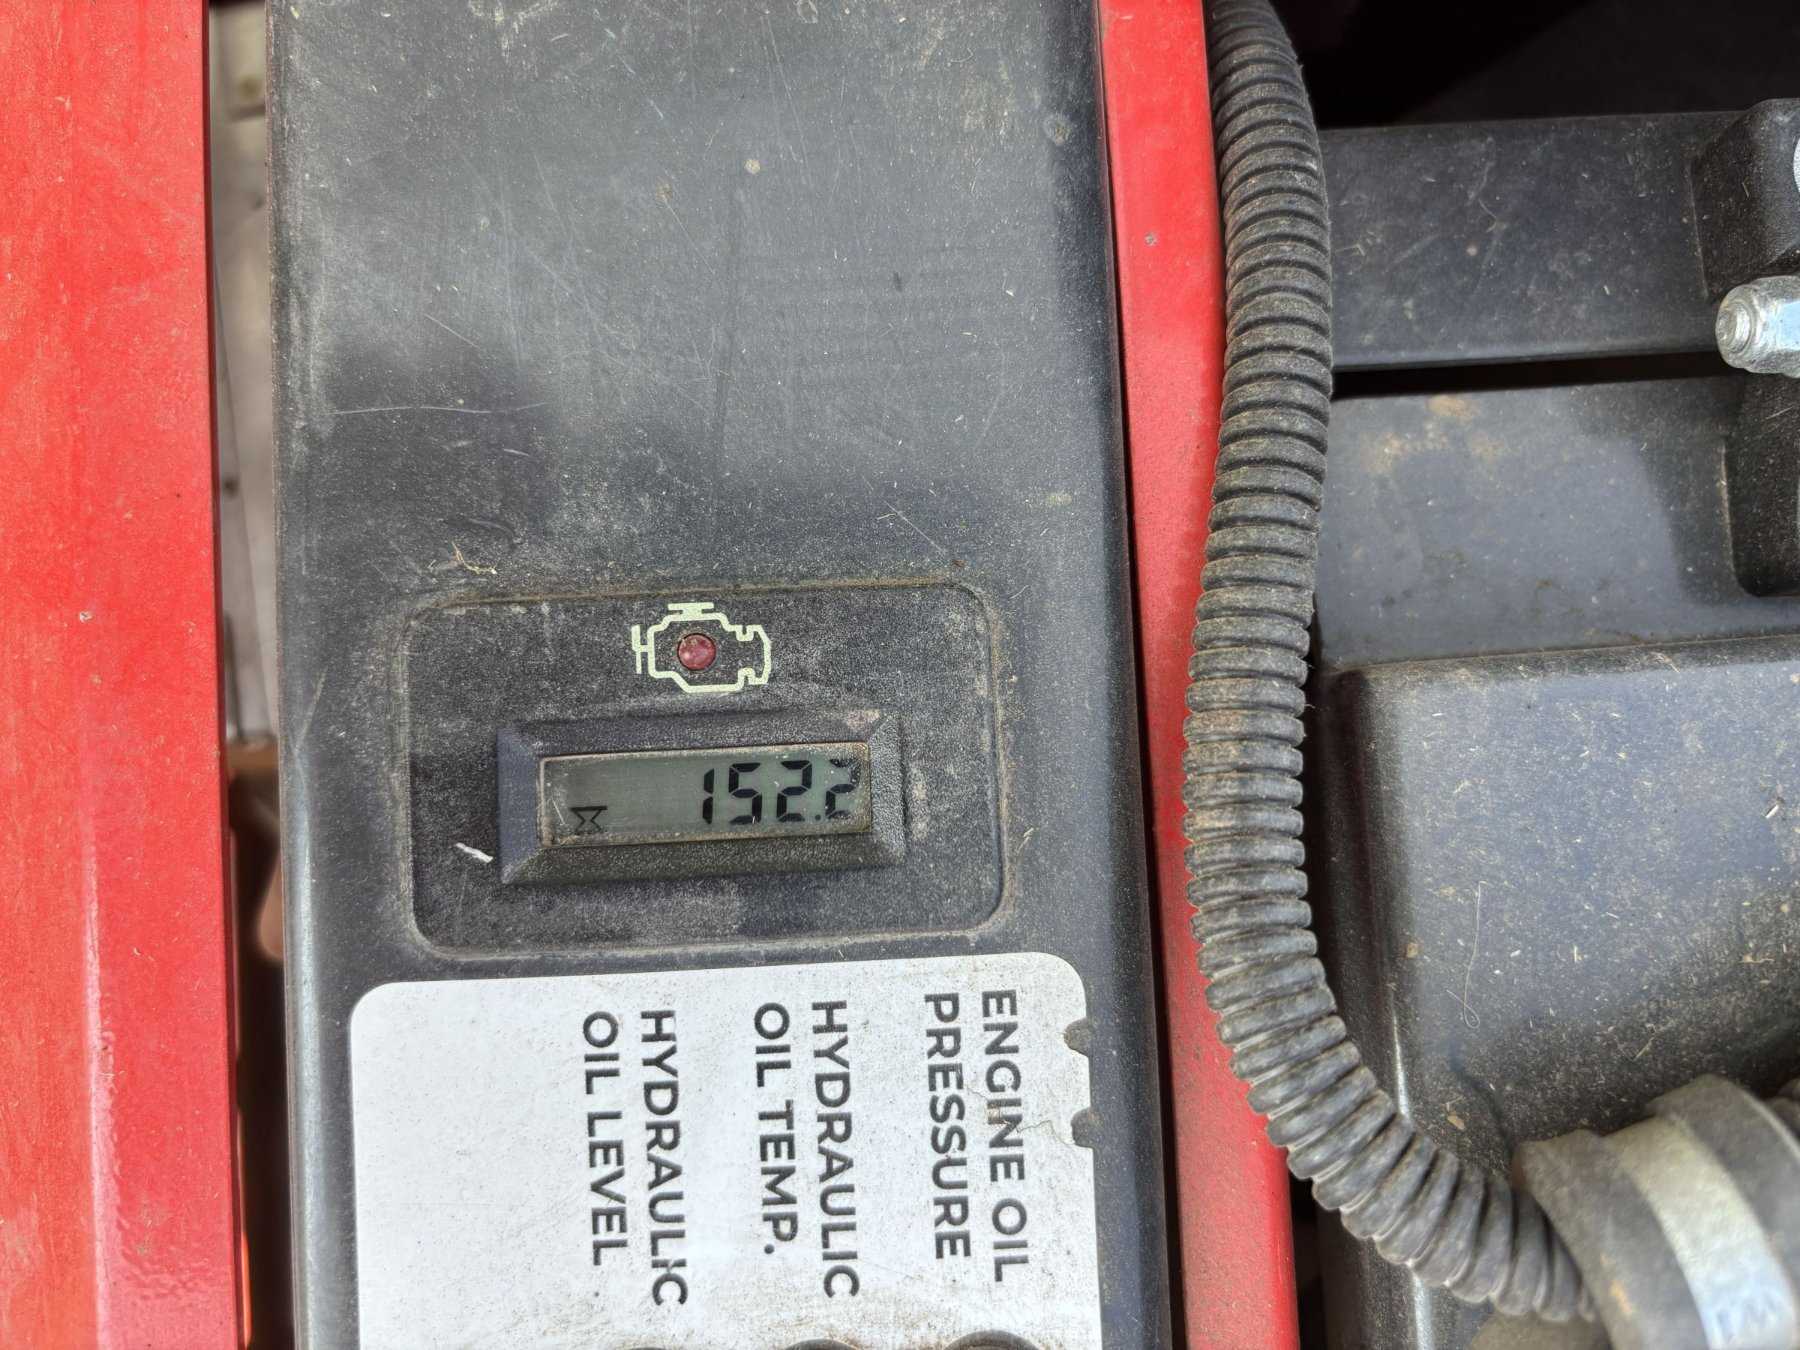 152.2
ENGINE OIL
PRESSURE
HYDRAULIC
OIL TEMP.
HYDRAULIC
OIL LEVEL